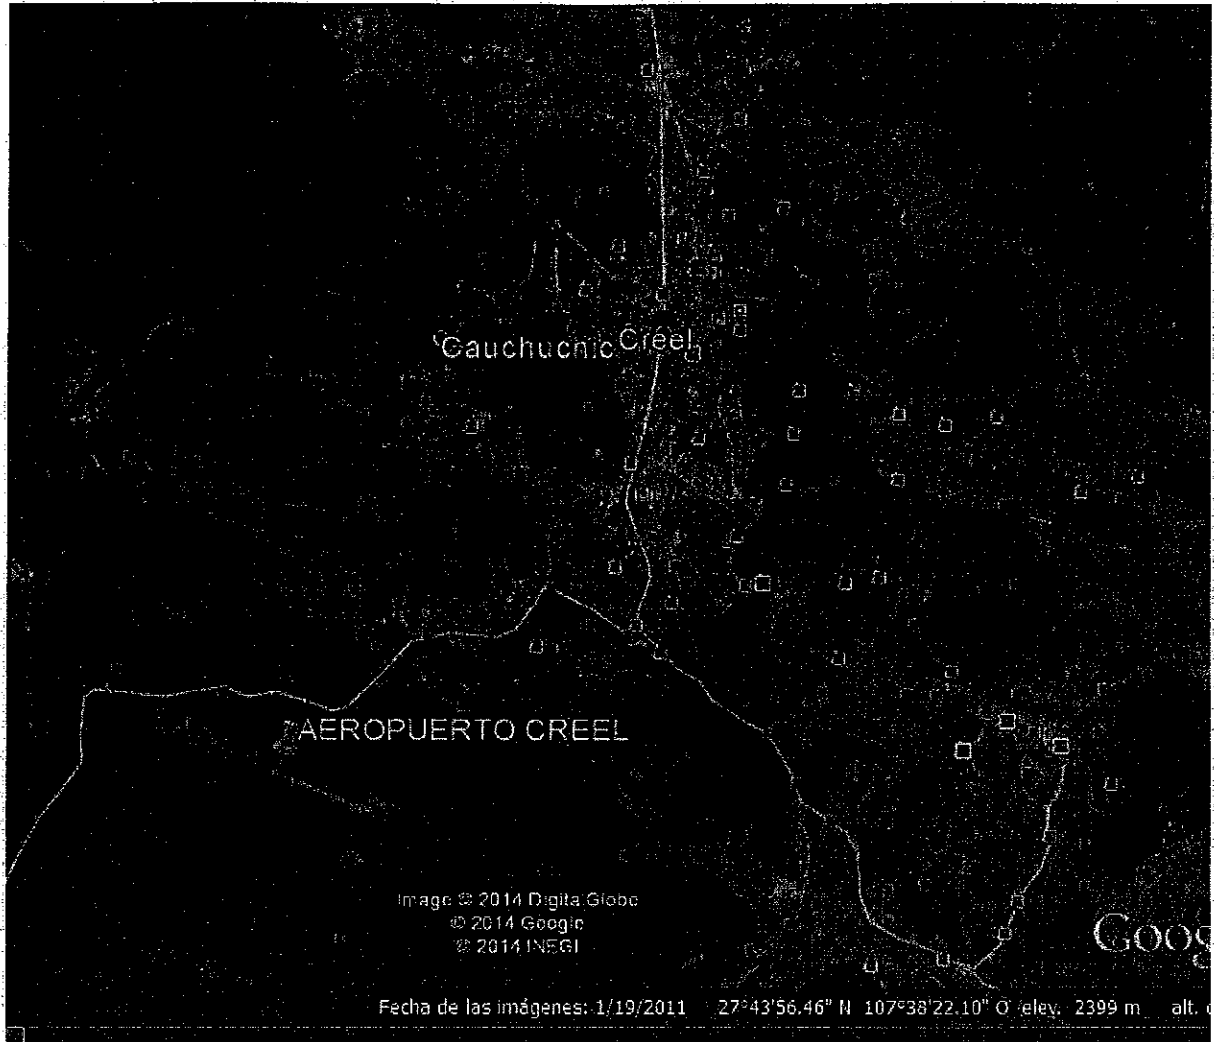 Gauchuchic Creel
AEROPUERTO CREEL
Image © 2014 DigitalGlobe
© 2014 Google
© 2014 INEGI
Goog
Fecha de las imágenes: 1/19/2011 27°43'56.46" N 107°38'22.10" O elev. 2399 m alt.